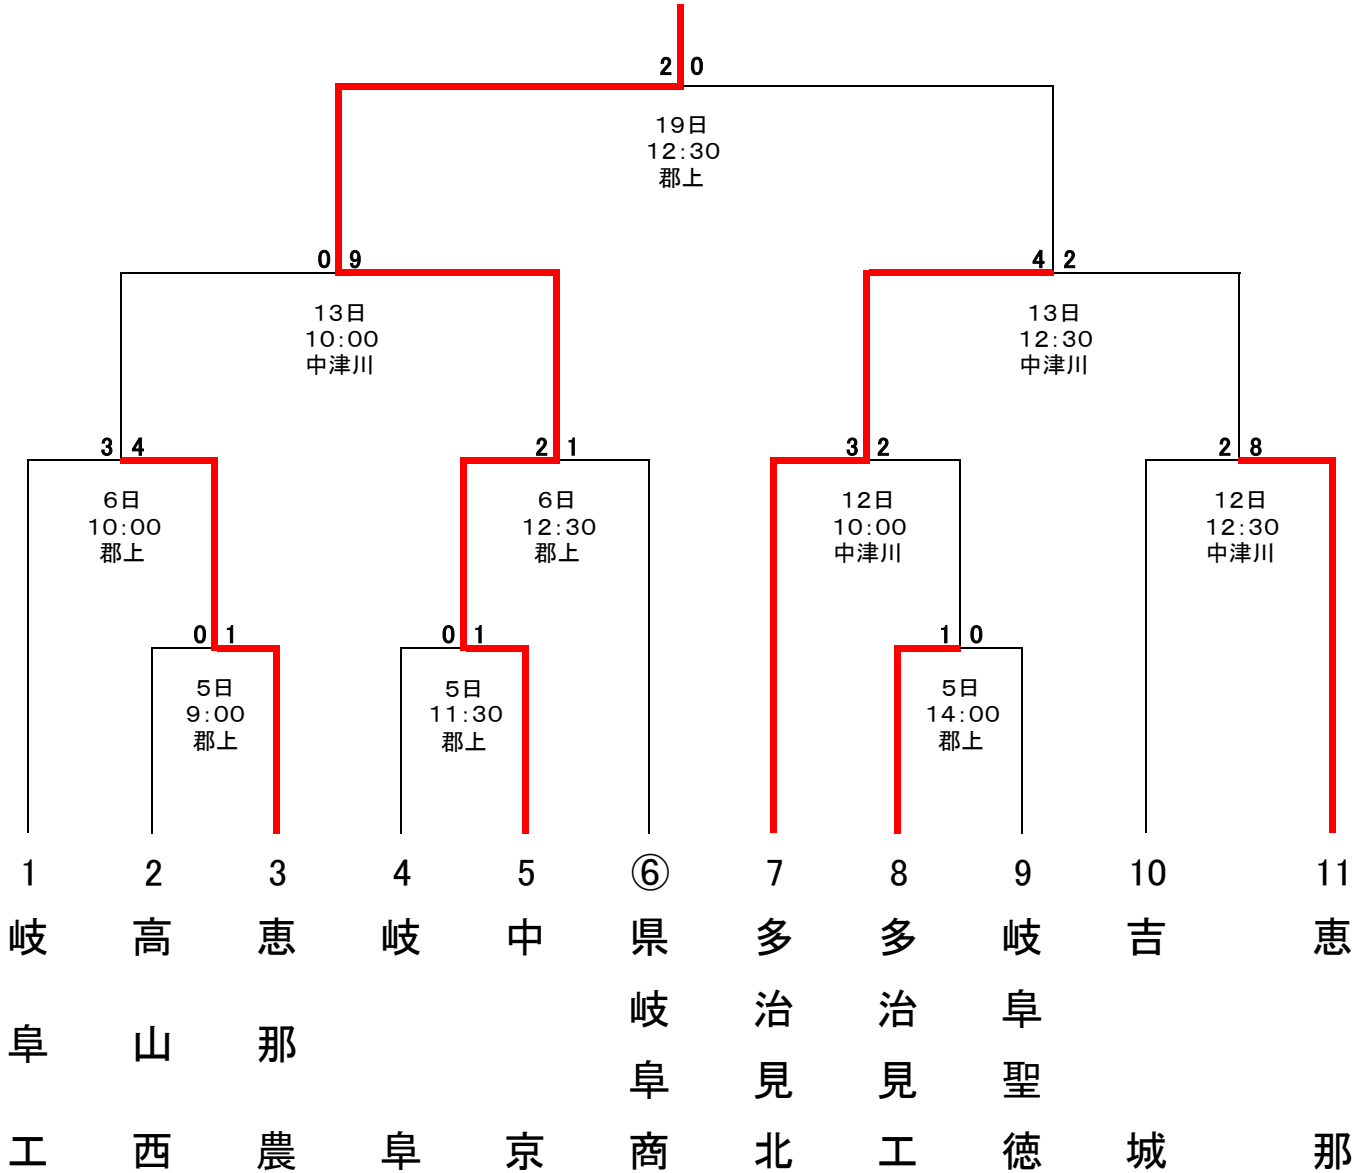 2 0
19日
12:30
郡上
0 9
4 2
13日
10:00
中津川
13日
12:30
中津川
3 4
2 1
3 2
2 8
6日
10:00
郡上
6日
12:30
郡上
12日
10:00
中津川
12日
12:30
中津川
0 1
0 1
1 0
5日
9:00
郡上
5日
11:30
郡上
5日
14:00
郡上
1 2 3 4 5 ⑥ 7 8 9 10 11
岐阜工
高山西
恵那農
岐阜
中京
県岐阜商
多治見北
多治見工
岐阜聖徳
吉城
恵那